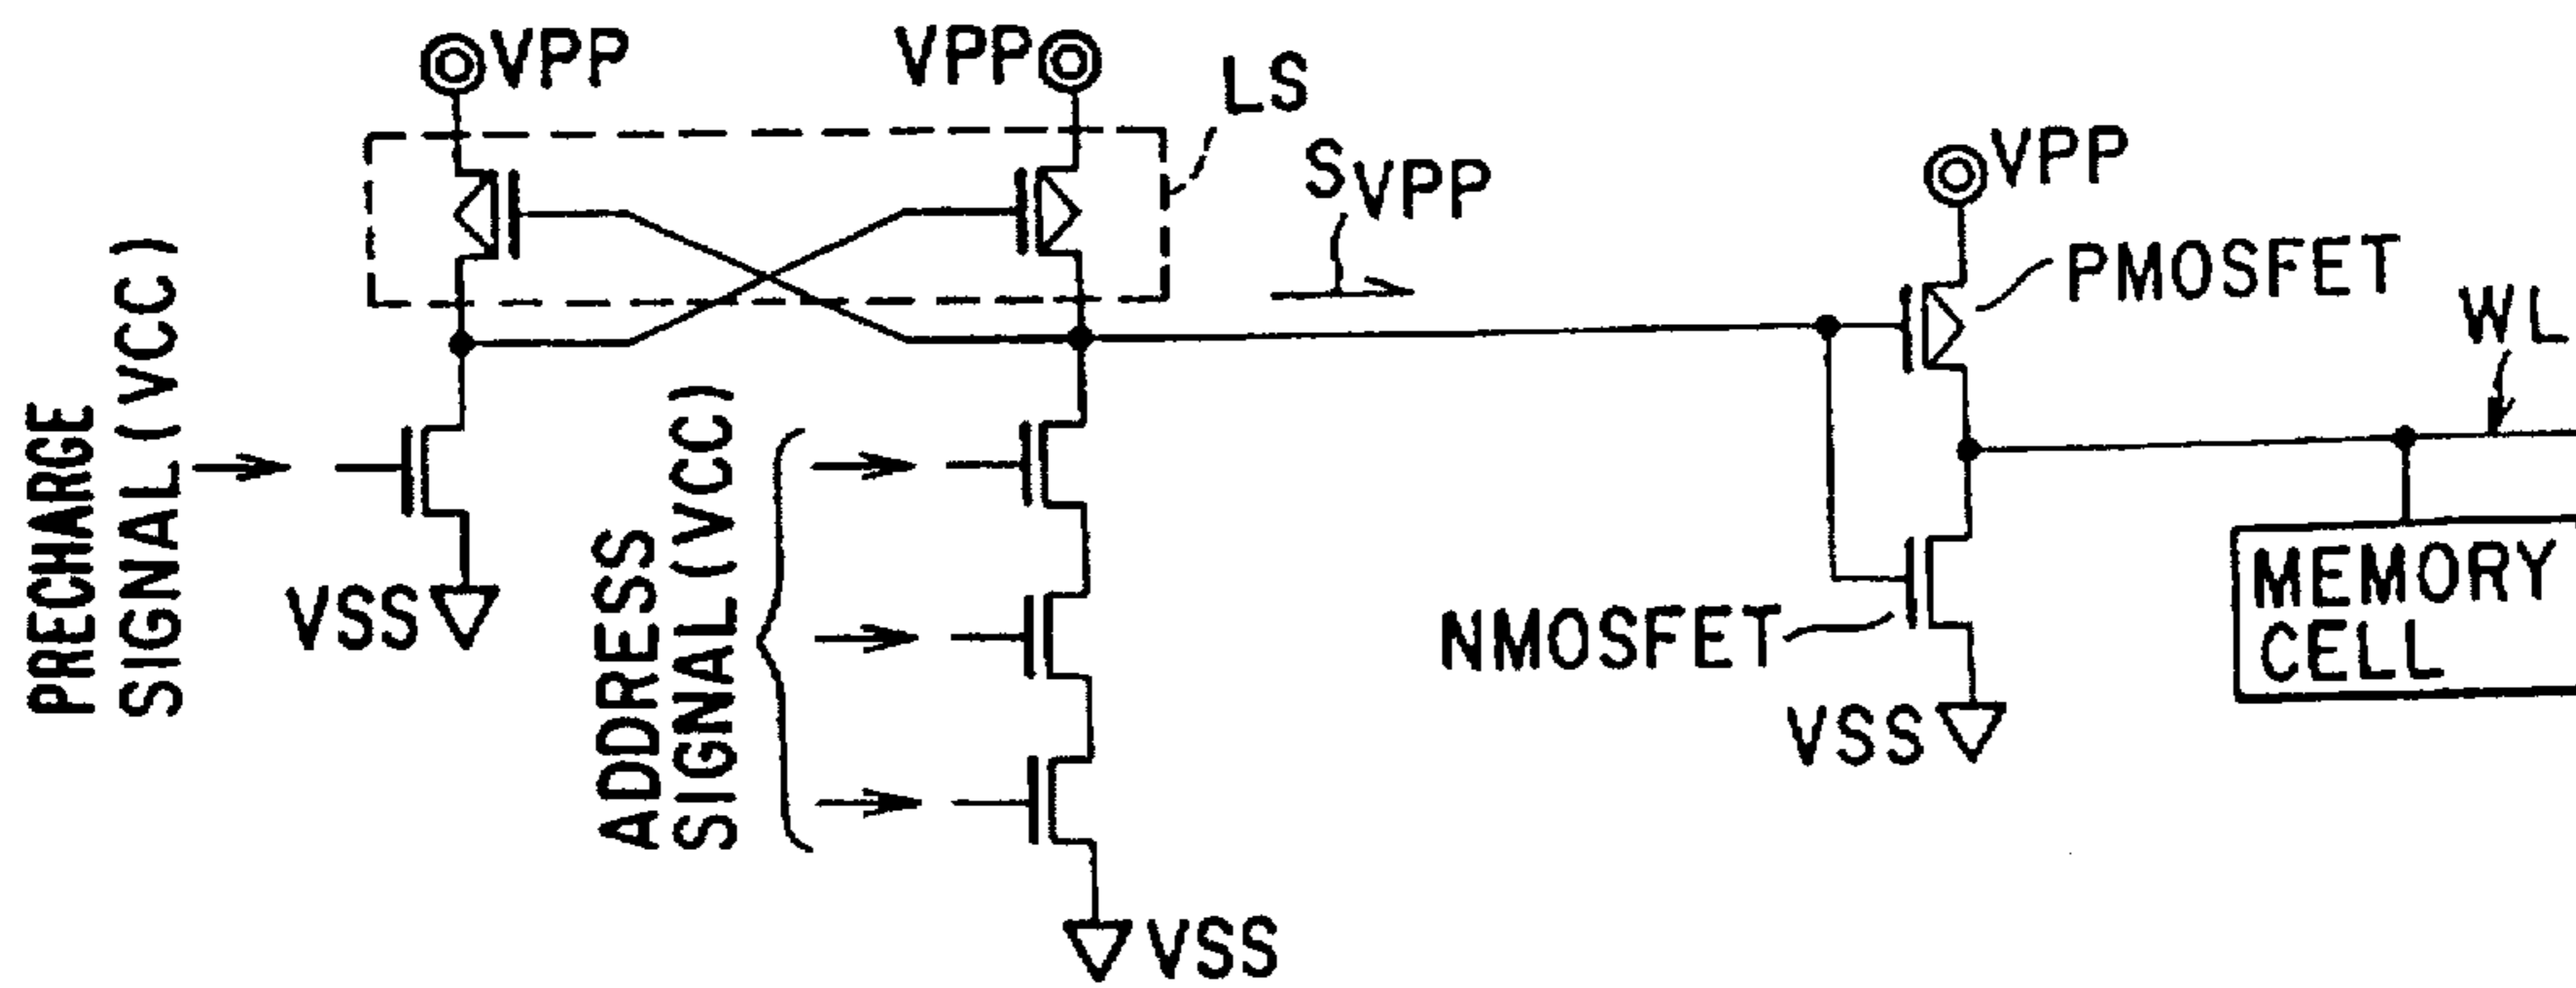 VPP
VPP
LS
SVPP
VPP
PMOSFET
WL
PRECHARGE
SIGNAL(VCC)
ADDRESS
SIGNAL(VCC)
VSS
NMOSFET
MEMORY
CELL
VSS
VSS